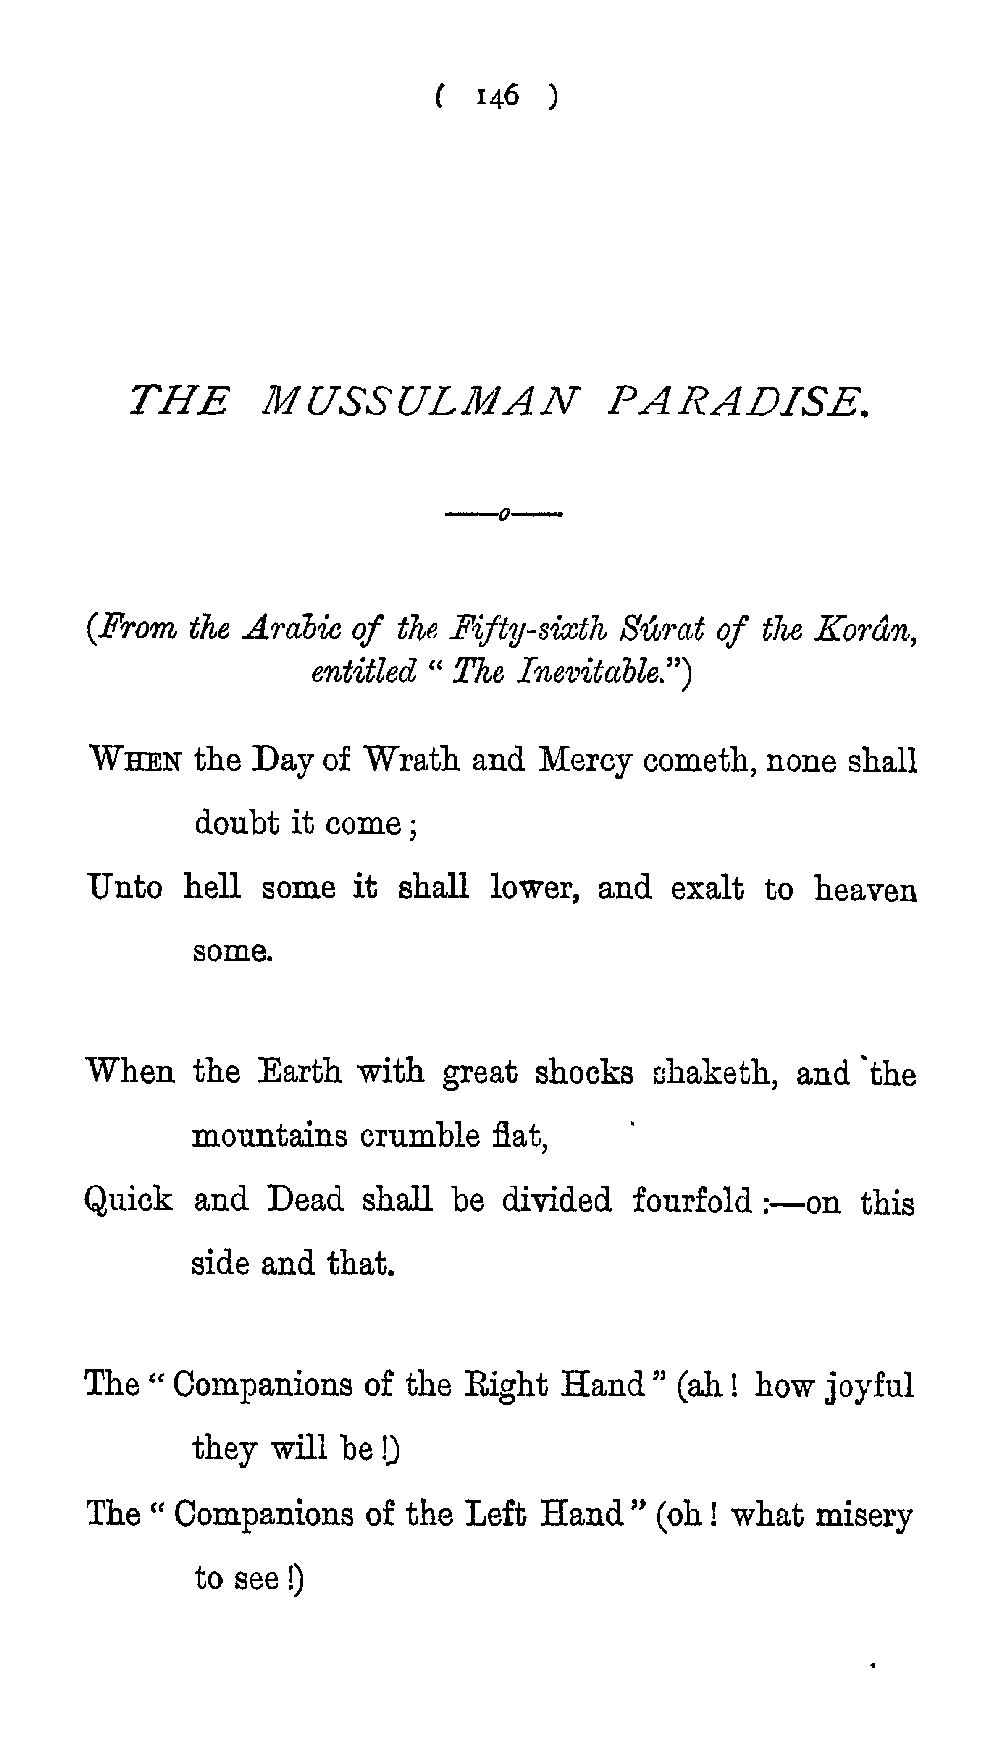 ( 146 )
THE MUSSULMAN PARADISE.
(From the Arabic of the Fifty-sixth Sûrat of the Korân,
entitled “The Inevitable.”)
WHEN the Day of Wrath and Mercy cometh, none shall
doubt it come;
Unto hell some it shall lower, and exalt to heaven
some.
When the Earth with great shocks shaketh, and the
mountains crumble flat,
Quick and Dead shall be divided fourfold:—on this
side and that.
The “Companions of the Right Hand” (ah! how joyful
they will be!)
The “Companions of the Left Hand” (oh! what misery
to see!)